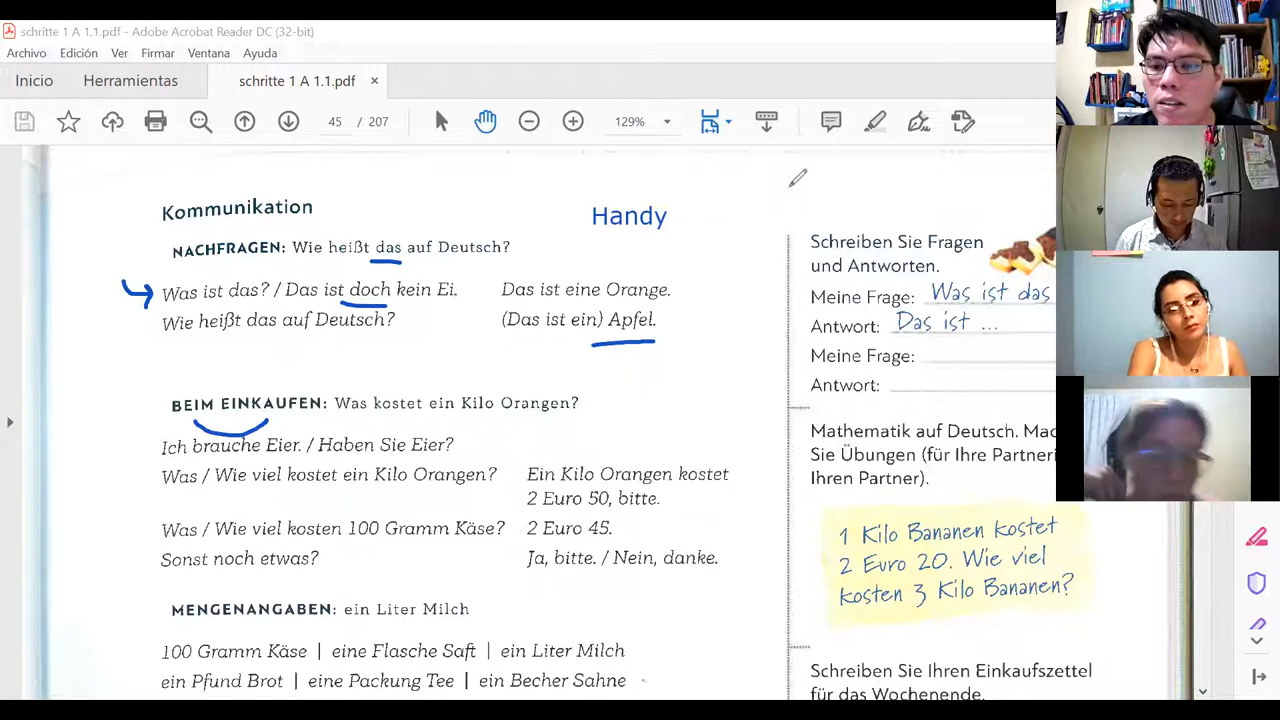 schritte 1 A 1.1.pdf - Adobe Acrobat Reader DC (32-bit)
Archivo Edición Ver Firmar Ventana Ayuda
Inicio Herramientas schritte 1 A 1.1.pdf ×
45 / 207 129%
Kommunikation
Handy
NACHFRAGEN: Wie heißt das auf Deutsch?
Was ist das? / Das ist doch kein Ei. Das ist eine Orange.
Wie heißt das auf Deutsch? (Das ist ein) Apfel.
BEIM EINKAUFEN: Was kostet ein Kilo Orangen?
Ich brauche Eier. / Haben Sie Eier?
Was / Wie viel kostet ein Kilo Orangen? Ein Kilo Orangen kostet
2 Euro 50, bitte.
Was / Wie viel kosten 100 Gramm Käse? 2 Euro 45.
Sonst noch etwas? Ja, bitte. / Nein, danke.
MENGENANGABEN: ein Liter Milch
100 Gramm Käse | eine Flasche Saft | ein Liter Milch
ein Pfund Brot | eine Packung Tee | ein Becher Sahne
Schreiben Sie Fragen
und Antworten.
Meine Frage: Was ist das
Antwort: Das ist ...
Meine Frage:
Antwort:
Mathematik auf Deutsch. Mac
Sie Übungen (für Ihre Partneri
Ihren Partner).
1 Kilo Bananen kostet
2 Euro 20. Wie viel
kosten 3 Kilo Bananen?
Schreiben Sie Ihren Einkaufszettel
für das Wochenende.